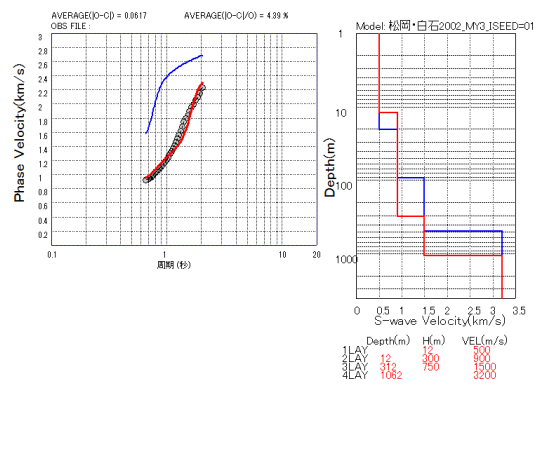 AVERAGE(|O-C|) = 0.0617 AVERAGE(|O-C|/O) = 4.39 %
OBS FILE :
3
2.8
2.6
2.4
2.2
2
1.8
1.6
1.4
1.2
1
0.8
0.6
0.4
0.2
Phase Velocity(km/s)
0.1 1 10 20
周期 (秒)
Model: 松岡・白石2002_MY3_ISEED=01
1
10
100
1000
Depth(m)
0 0.5 1 1.5 2 2.5 3 3.5
S-wave Velocity(km/s)
Depth(m) H(m) VEL(m/s)
1LAY 12 500
2LAY 12 300 900
3LAY 312 750 1500
4LAY 1062 3200